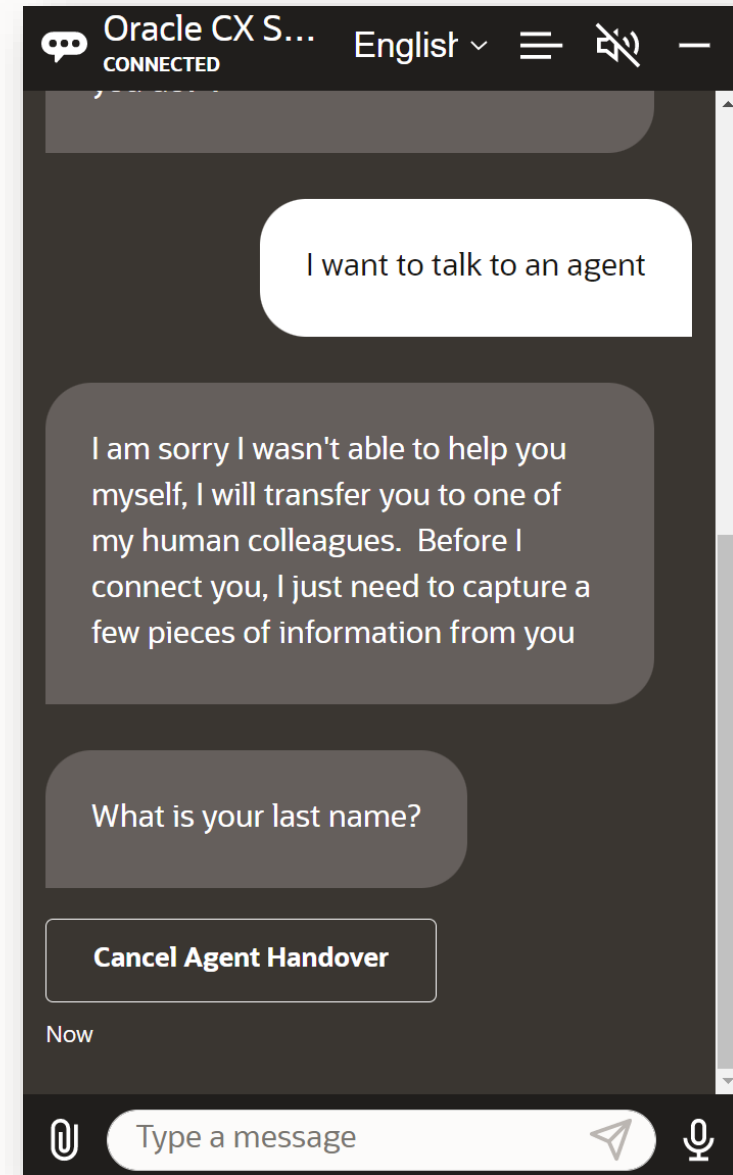 Oracle CX S...
CONNECTED
English
I want to talk to an agent
I am sorry I wasn't able to help you
myself, I will transfer you to one of
my human colleagues.  Before I
connect you, I just need to capture a
few pieces of information from you
What is your last name?
Cancel Agent Handover
Now
Type a message